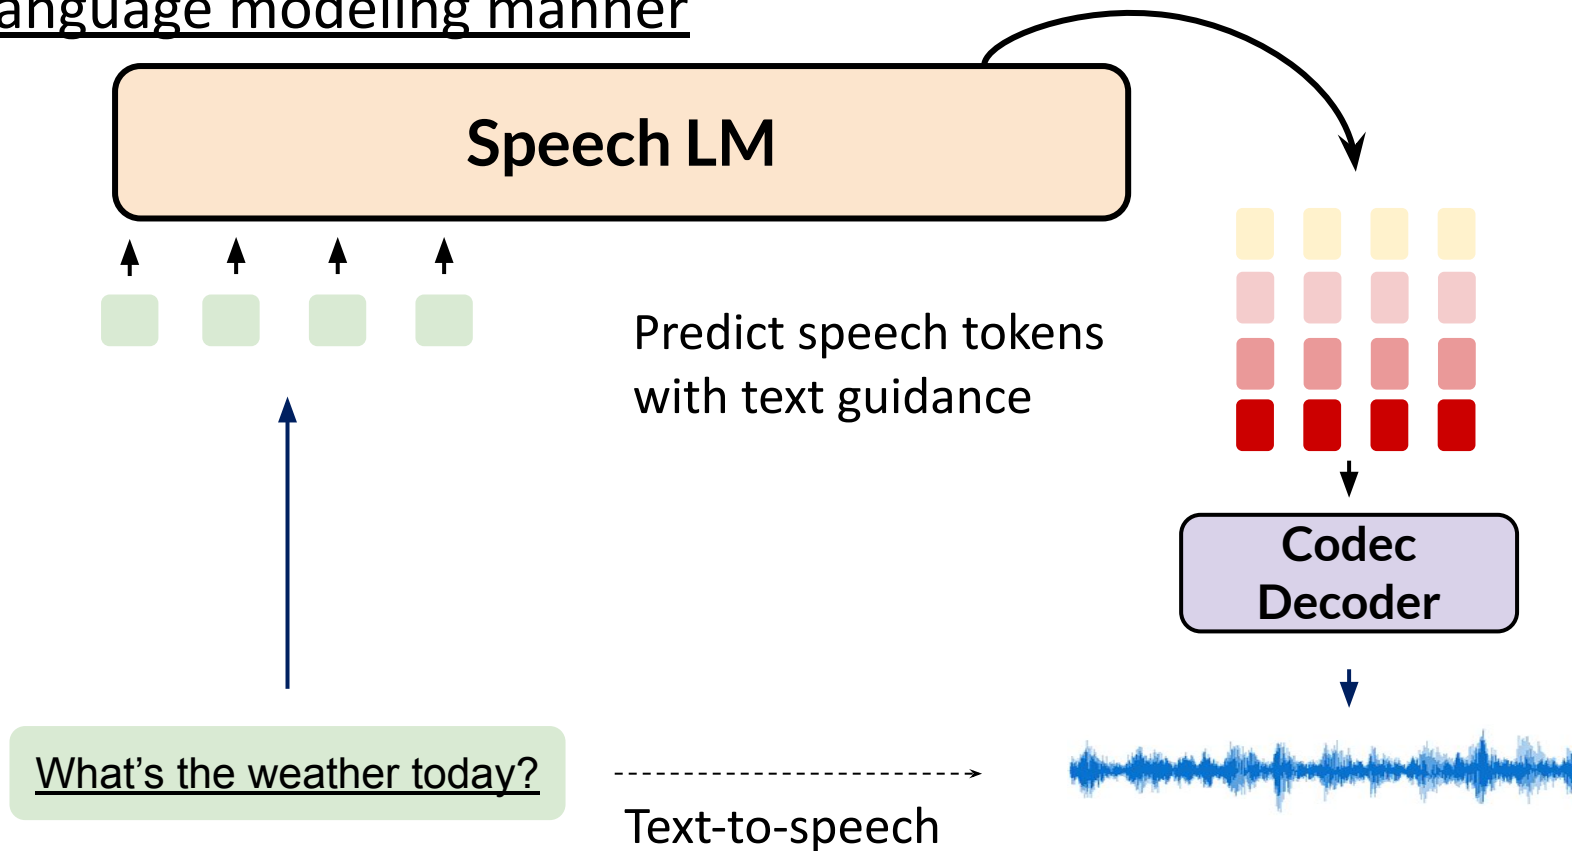 language modeling manner
Speech LM
Predict speech tokens
with text guidance
Codec
Decoder
What’s the weather today?
Text-to-speech